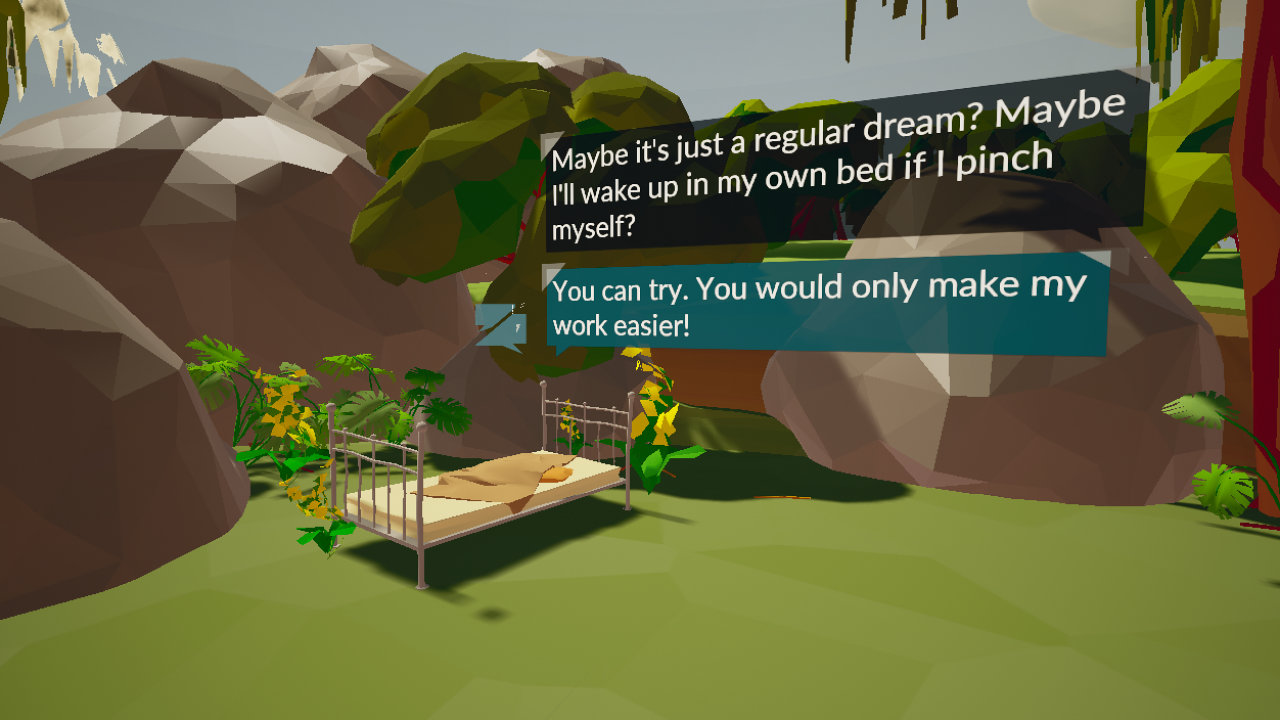 Maybe it's just a regular dream? Maybe
I'll wake up in my own bed if I pinch
myself?
You can try. You would only make my
work easier!